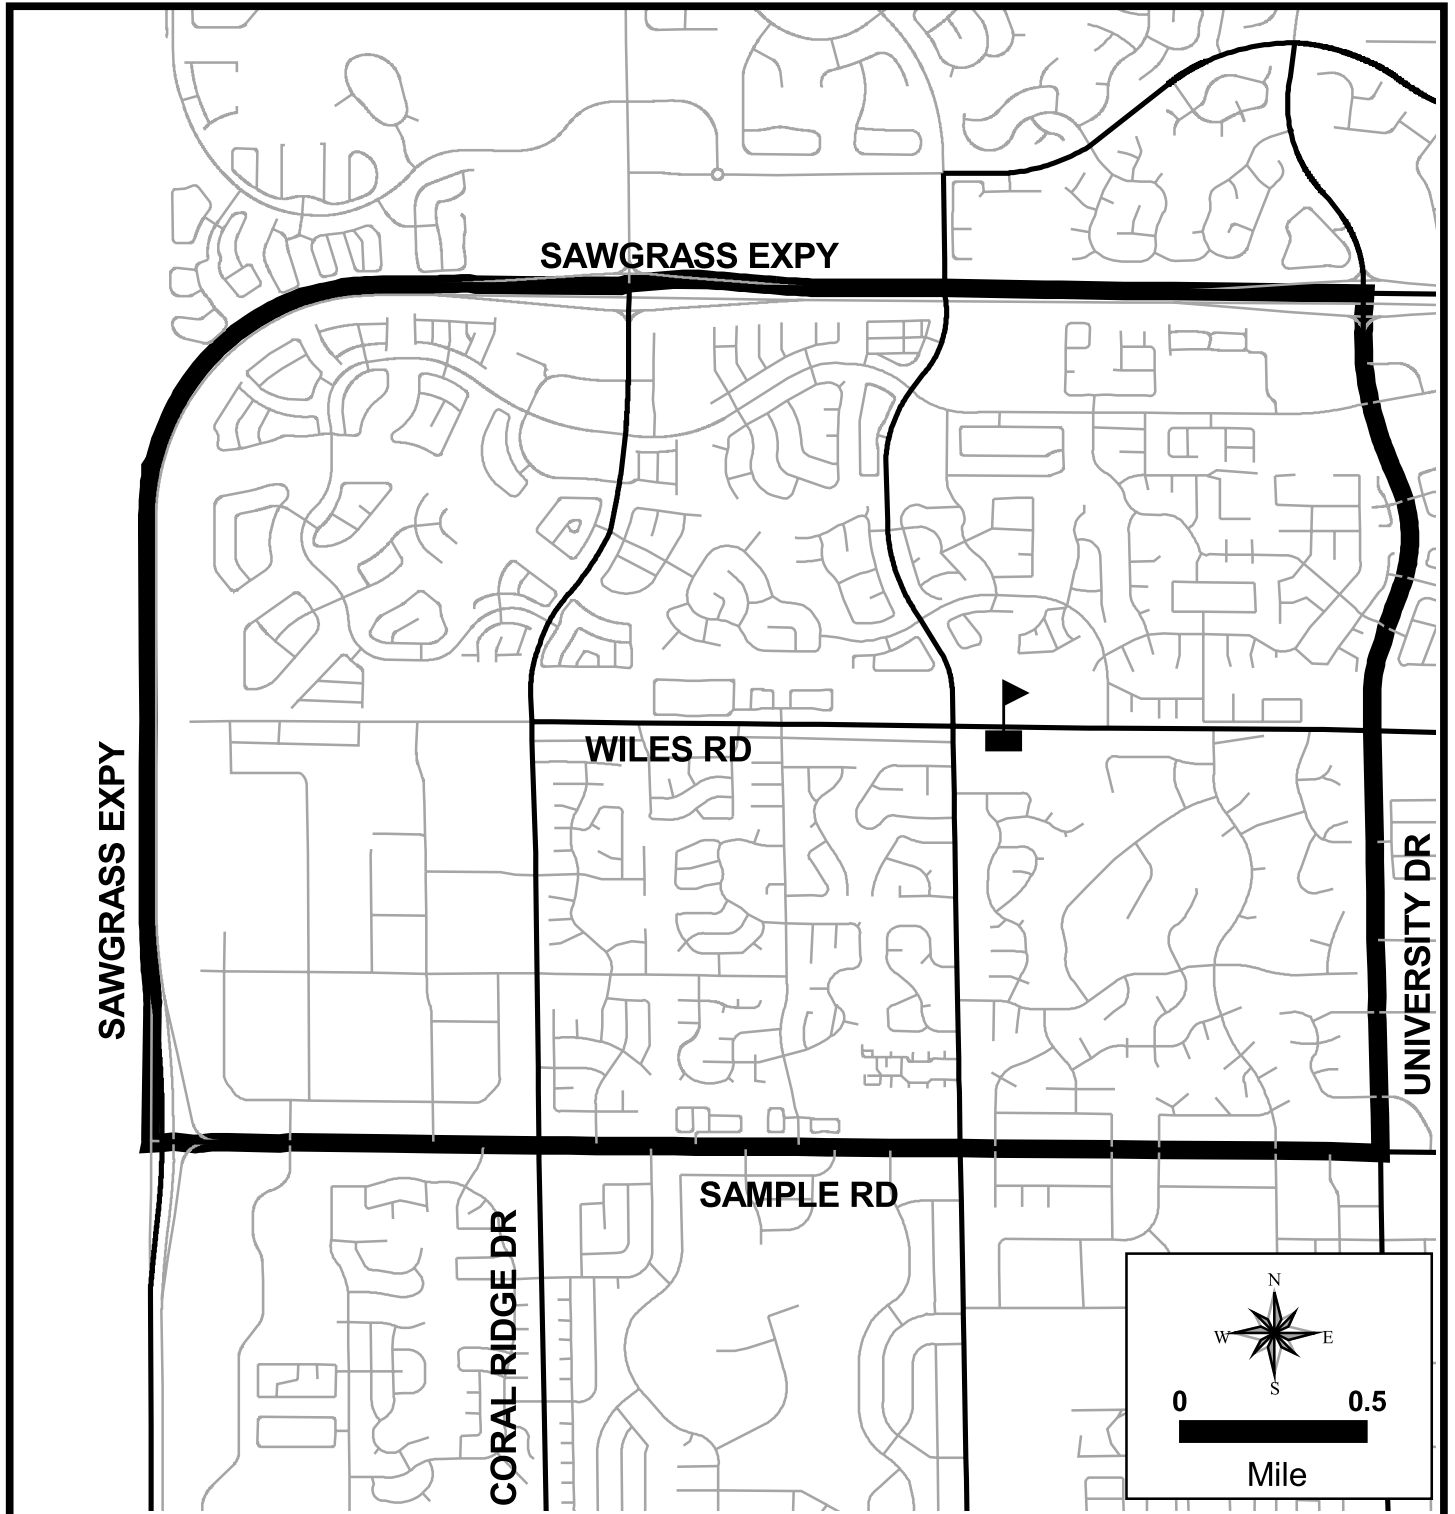 SAWGRASS EXPY
WILES RD
SAWGRASS EXPY
UNIVERSITY DR
SAMPLE RD
CORAL RIDGE DR
N
W E
S
0 0.5
Mile